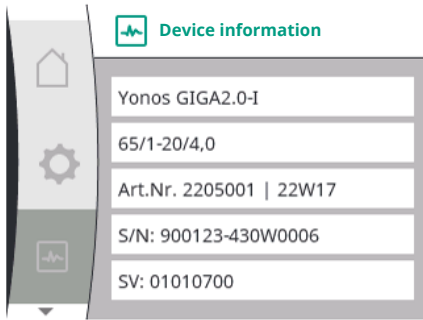 Device information
Yonos GIGA2.0-I
65/1-20/4,0
Art.Nr. 2205001 | 22W17
S/N: 900123-430W0006
SV: 01010700